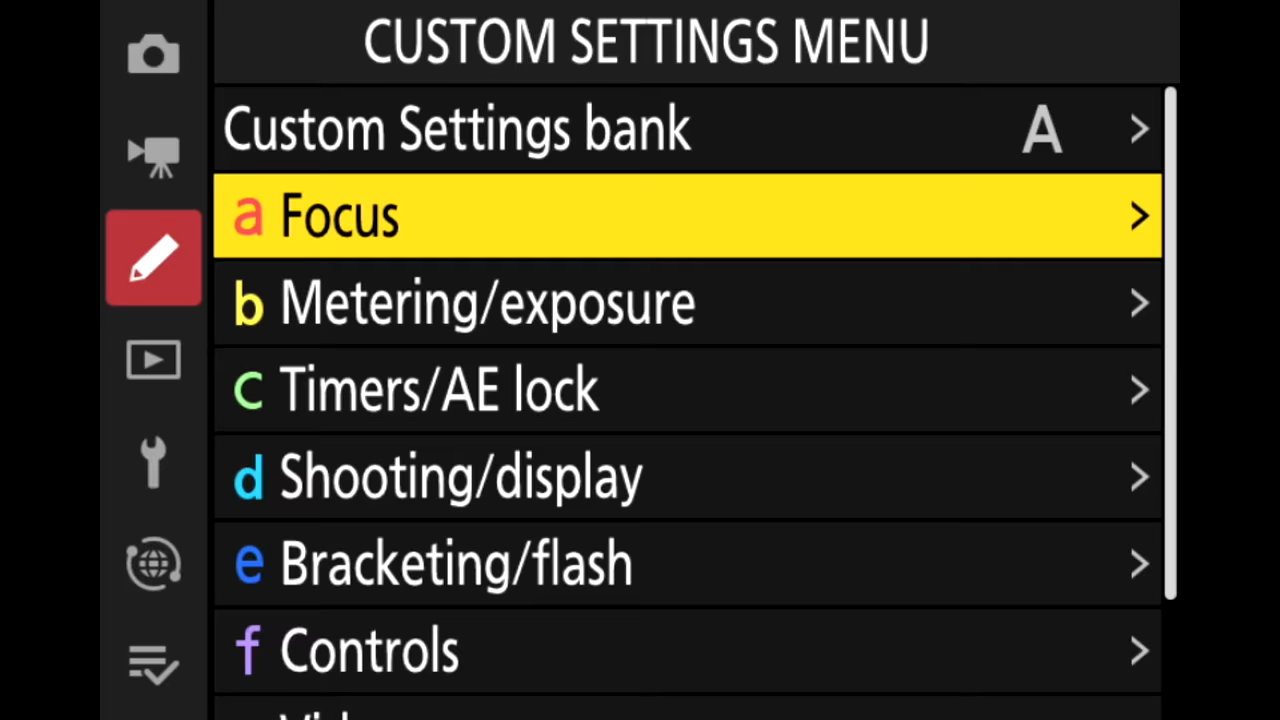 CUSTOM SETTINGS MENU
Custom Settings bank A >
a Focus >
b Metering/exposure >
c Timers/AE lock >
d Shooting/display >
e Bracketing/flash >
f Controls >